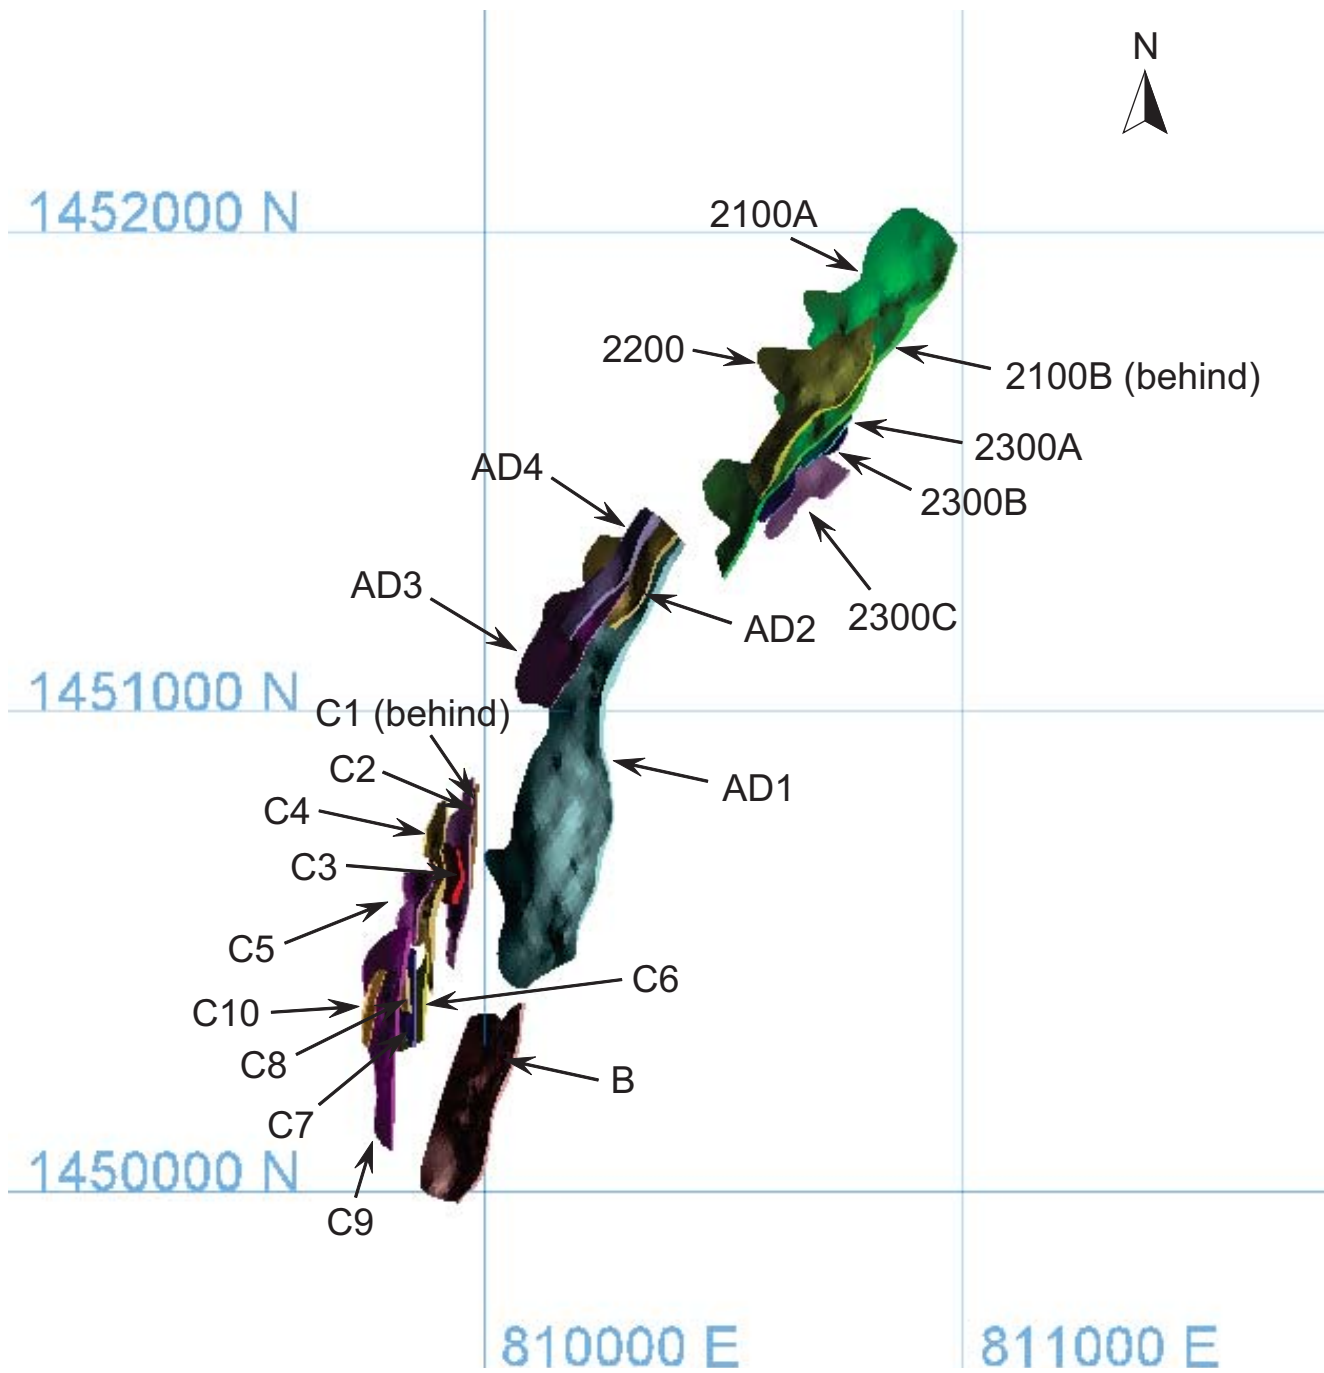 N
1452000 N
2100A
2200
2100B (behind)
2300A
AD4
2300B
AD3
2300C
AD2
1451000 N
C1 (behind)
C2
AD1
C4
C3
C5
C6
C10
C8
B
C7
1450000 N
C9
810000 E
811000 E